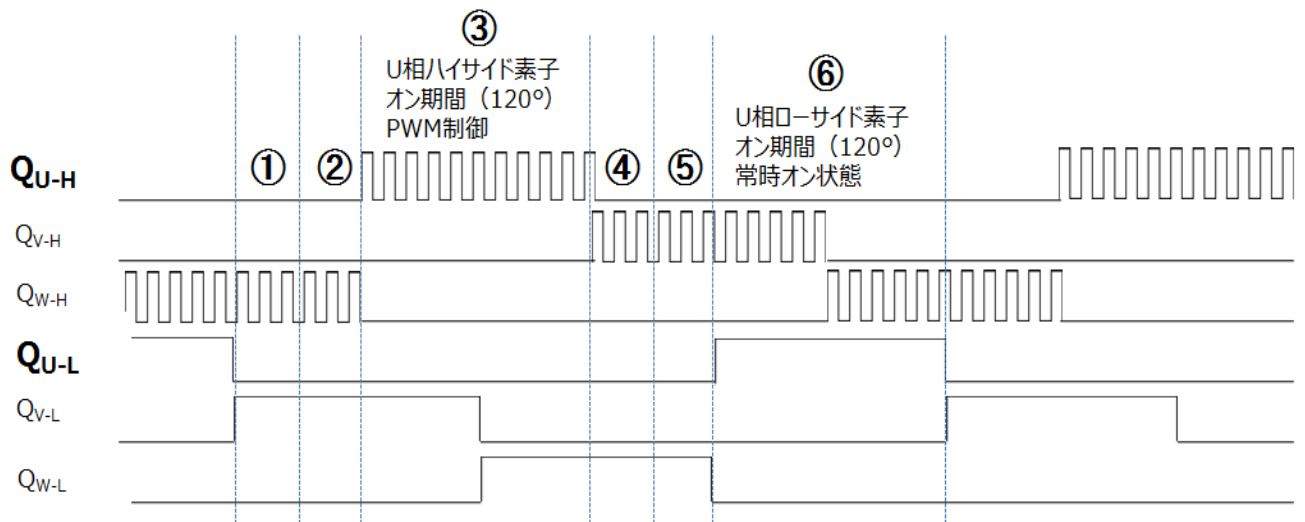 ③
U相ハイサイド素子
オン期間（120°）
PWM制御
⑥
U相ローサイド素子
オン期間（120°）
常時オン状態
① ② ④ ⑤
QU-H
QV-H
QW-H
QU-L
QV-L
QW-L